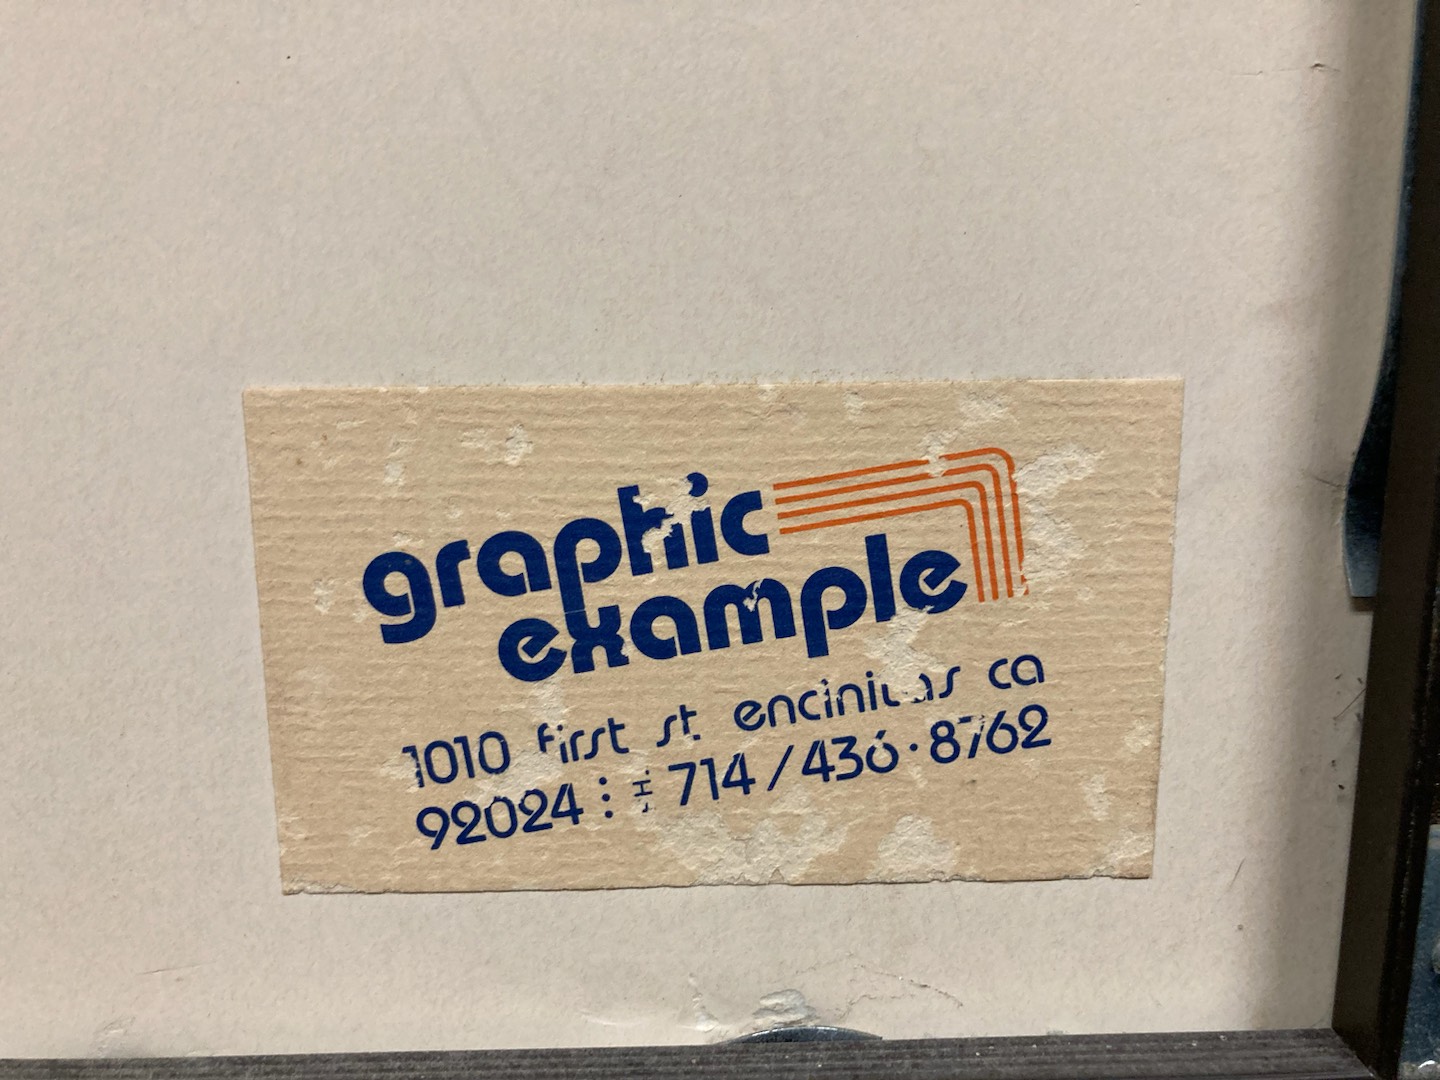 graphic
example
1010 first st encinitas ca
92024 : 714/436·8762